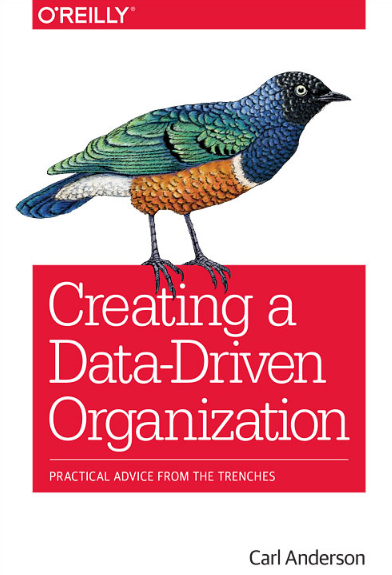 O'REILLY®
Creating a
Data-Driven
Organization
PRACTICAL ADVICE FROM THE TRENCHES
Carl Anderson